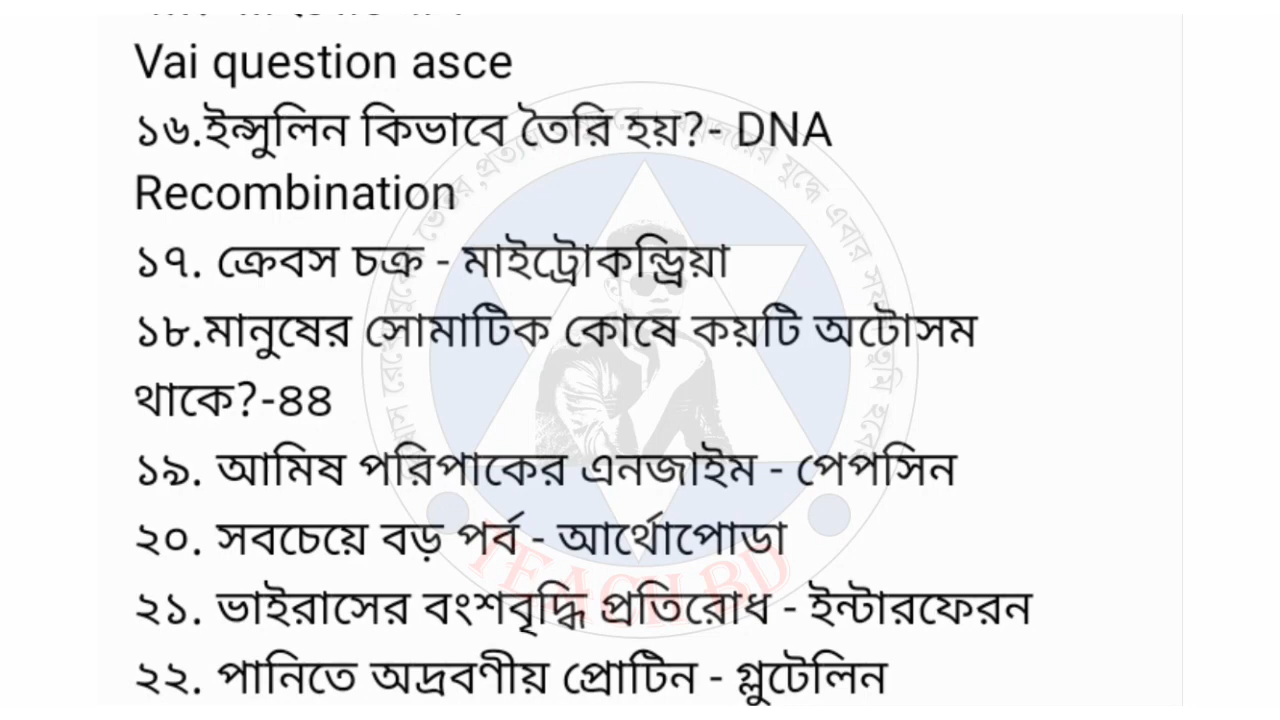 Vai question asce
১৬.ইন্সুলিন কিভাবে তৈরি হয়?- DNA
Recombination
১৭. ক্রেবস চক্র - মাইট্রোকন্ড্রিয়া
১৮.মানুষের সোমাটিক কোষে কয়টি অটোসম
থাকে?-৪৪
১৯. আমিষ পরিপাকের এনজাইম - পেপসিন
২০. সবচেয়ে বড় পর্ব - আর্থোপোডা
২১. ভাইরাসের বংশবৃদ্ধি প্রতিরোধ - ইন্টারফেরন
২২. পানিতে অদ্রবণীয় প্রোটিন - গ্লুটেলিন
TEACH BD